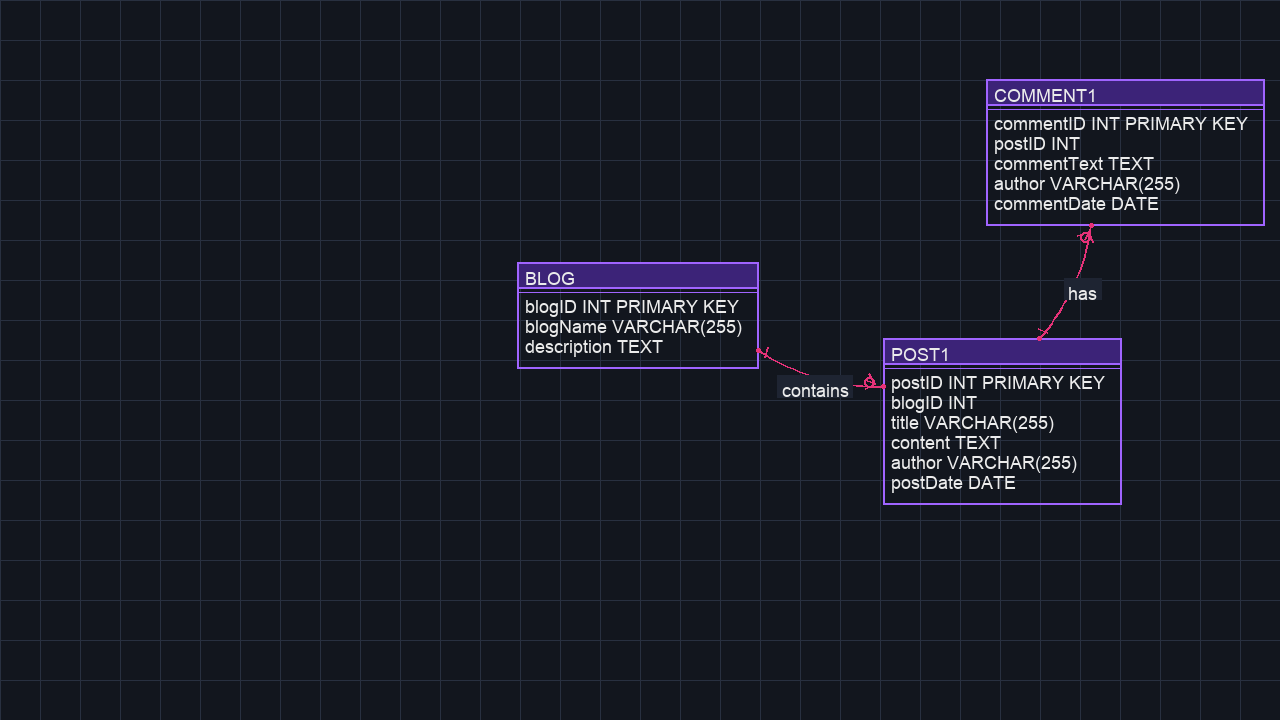 COMMENT1
commentID INT PRIMARY KEY
postID INT
commentText TEXT
author VARCHAR(255)
commentDate DATE
BLOG
blogID INT PRIMARY KEY
blogName VARCHAR(255)
description TEXT
has
contains
POST1
postID INT PRIMARY KEY
blogID INT
title VARCHAR(255)
content TEXT
author VARCHAR(255)
postDate DATE